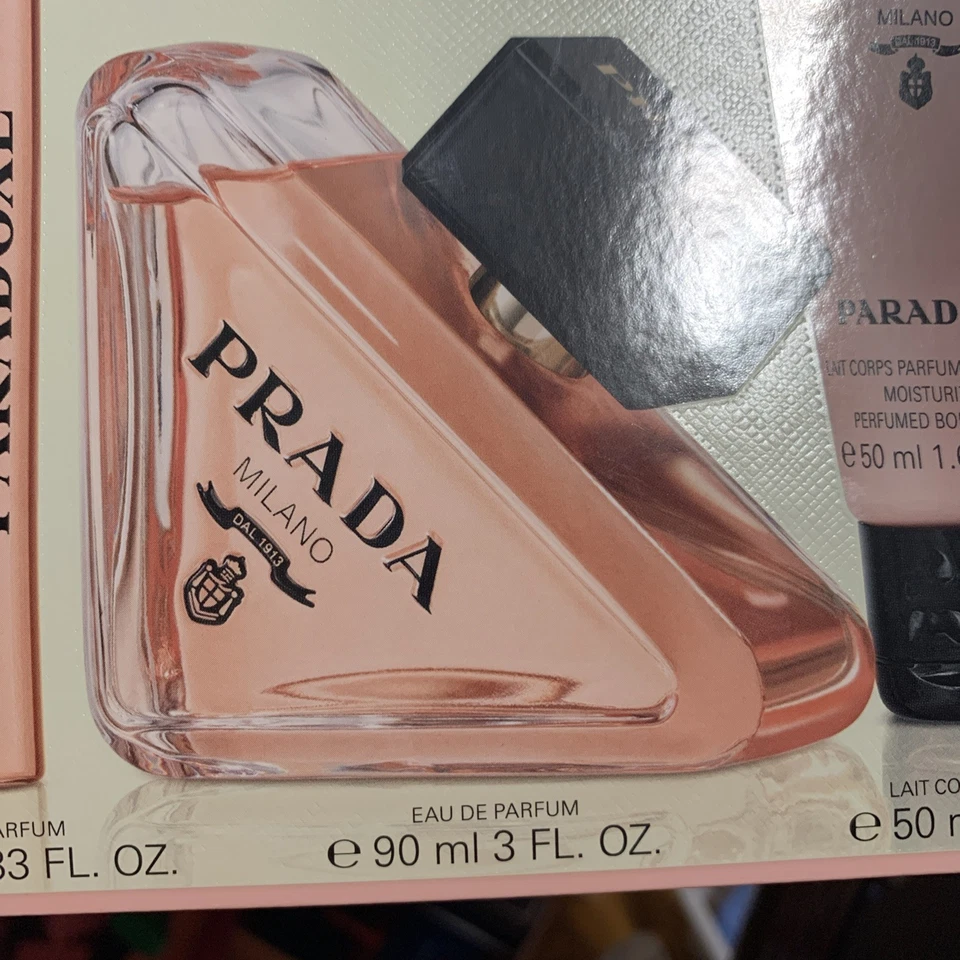 PARADOXE
PRADA
MILANO
DAL 1913
MILANO
DAL 1913
PARAD
LAIT CORPS PARFUM
MOISTURI
PERFUMED BO
e 50 ml 1.
EAU DE PARFUM
e 90 ml 3 FL. OZ.
ARFUM
33 FL. OZ.
LAIT CO
e 50